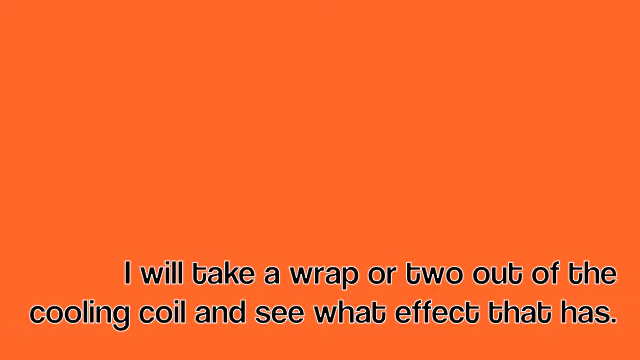 I will take a wrap or two out of the
cooling coil and see what effect that has.